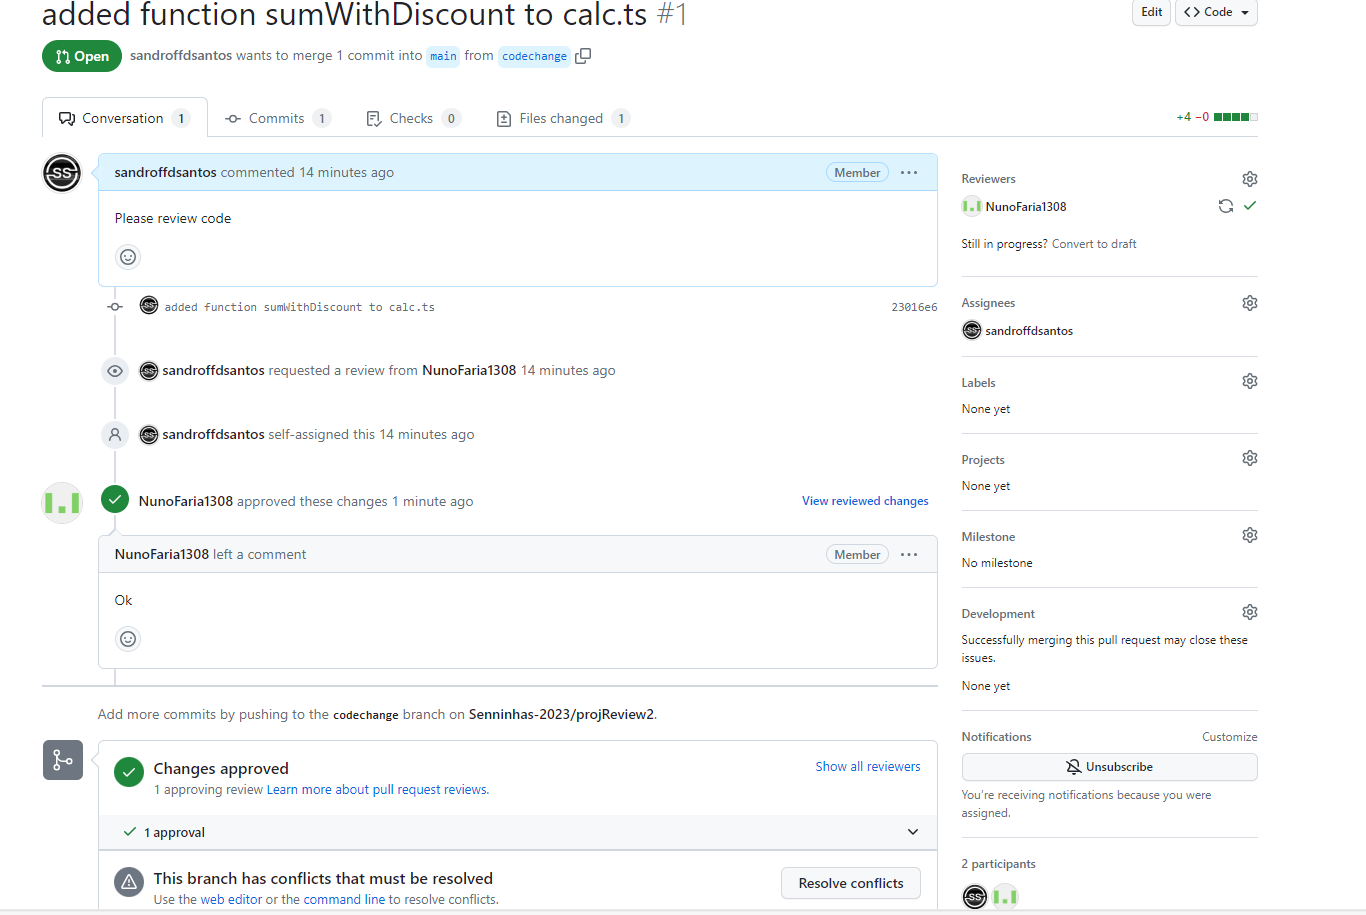 added function sumWithDiscount to calc.ts #1
Edit
Code
Open
sandroffdsantos wants to merge 1 commit into main from codechange
Conversation 1
Commits 1
Checks 0
Files changed 1
+4 −0
sandroffdsantos commented 14 minutes ago
Member
Please review code
added function sumWithDiscount to calc.ts
23016e6
sandroffdsantos requested a review from NunoFaria1308 14 minutes ago
sandroffdsantos self-assigned this 14 minutes ago
NunoFaria1308 approved these changes 1 minute ago
View reviewed changes
NunoFaria1308 left a comment
Member
Ok
Add more commits by pushing to the codechange branch on Senninhas-2023/projReview2.
Changes approved
1 approving review Learn more about pull request reviews.
Show all reviewers
1 approval
This branch has conflicts that must be resolved
Use the web editor or the command line to resolve conflicts.
Resolve conflicts
Reviewers
NunoFaria1308
Still in progress? Convert to draft
Assignees
SS sandroffdsantos
Labels
None yet
Projects
None yet
Milestone
No milestone
Development
Successfully merging this pull request may close these
issues.
None yet
Notifications
Customize
Unsubscribe
You're receiving notifications because you were
assigned.
2 participants